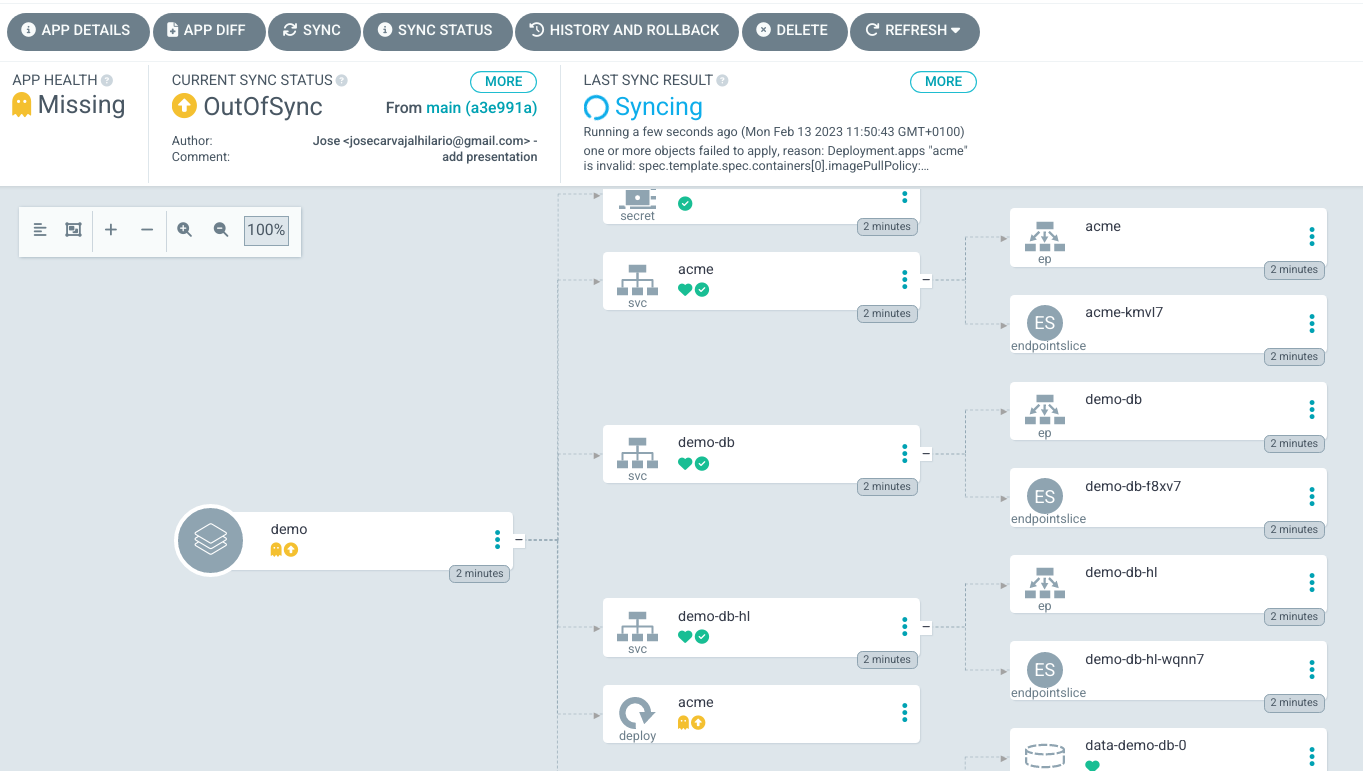 APP DETAILS
APP DIFF
SYNC
SYNC STATUS
HISTORY AND ROLLBACK
DELETE
REFRESH
APP HEALTH
Missing
CURRENT SYNC STATUS
MORE
OutOfSync
From main (a3e991a)
Author:
Jose <josecarvajalhilario@gmail.com> -
Comment:
add presentation
LAST SYNC RESULT
MORE
Syncing
Running a few seconds ago (Mon Feb 13 2023 11:50:43 GMT+0100)
one or more objects failed to apply, reason: Deployment.apps "acme"
is invalid: spec.template.spec.containers[0].imagePullPolicy:…
100%
demo
2 minutes
secret
2 minutes
acme
svc
2 minutes
demo-db
svc
2 minutes
demo-db-hl
svc
2 minutes
acme
deploy
acme
ep
2 minutes
ES
acme-kmvl7
endpointslice
2 minutes
demo-db
ep
2 minutes
ES
demo-db-f8xv7
endpointslice
2 minutes
demo-db-hl
ep
2 minutes
ES
demo-db-hl-wqnn7
endpointslice
2 minutes
data-demo-db-0